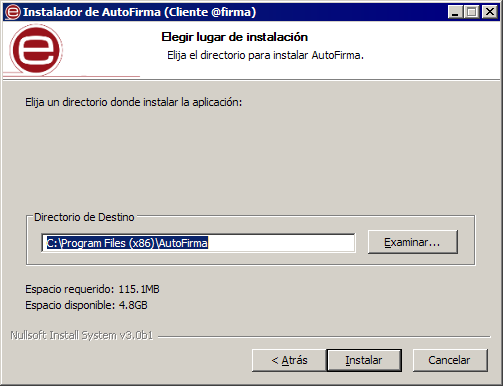 Instalador de AutoFirma (Cliente @firma)
Elegir lugar de instalación
Elija el directorio para instalar AutoFirma.
Elija un directorio donde instalar la aplicación:
Directorio de Destino
C:\Program Files (x86)\AutoFirma
Examinar...
Espacio requerido: 115.1MB
Espacio disponible: 4.8GB
Nullsoft Install System v3.0b1
< Atrás
Instalar
Cancelar